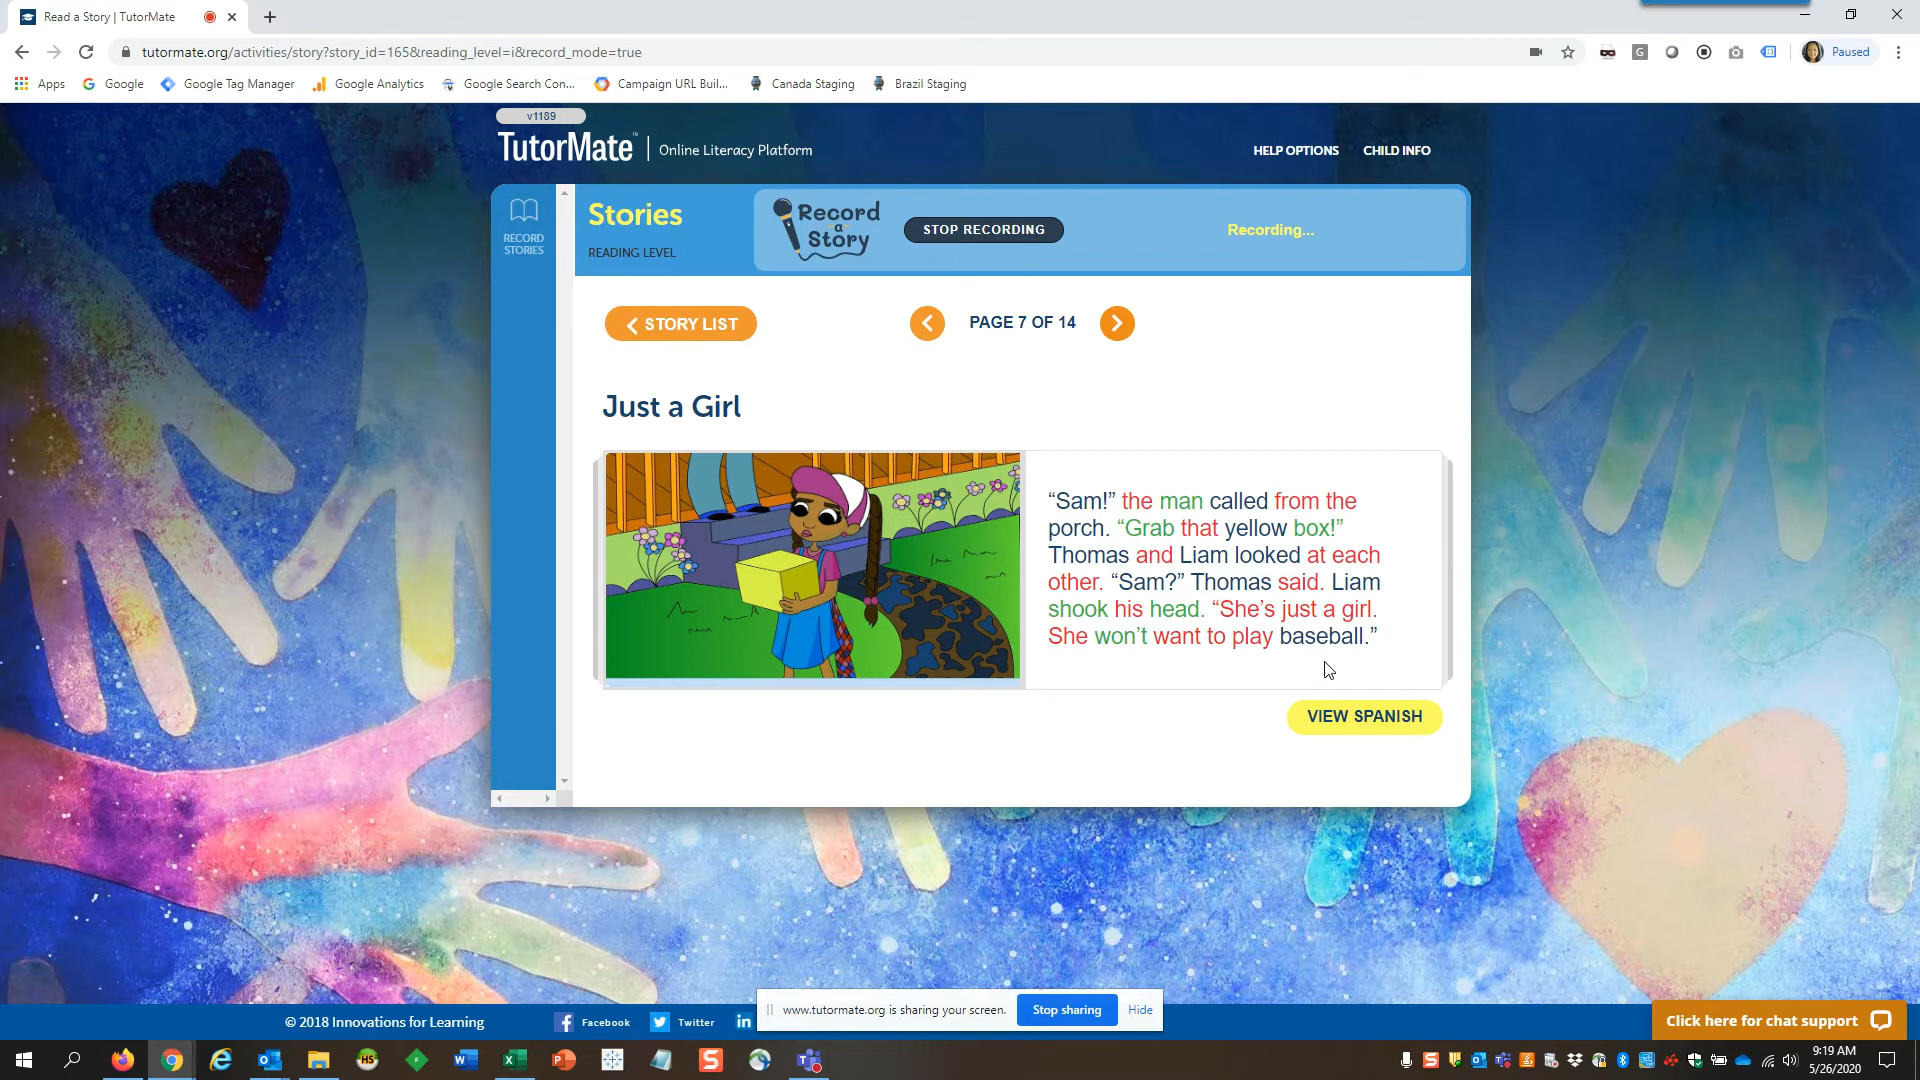 Read a Story | TutorMate
tutormate.org/activities/story?story_id=165&reading_level=i&record_mode=true
Paused
Apps
Google
Google Tag Manager
Google Analytics
Google Search Con...
Campaign URL Buil...
Canada Staging
Brazil Staging
v1189
TutorMate™ | Online Literacy Platform
HELP OPTIONS
CHILD INFO
RECORD
STORIES
Stories
READING LEVEL
Record
a
Story
STOP RECORDING
Recording...
STORY LIST
PAGE 7 OF 14
Just a Girl
“Sam!” the man called from the
porch. “Grab that yellow box!”
Thomas and Liam looked at each
other. “Sam?” Thomas said. Liam
shook his head. “She’s just a girl.
She won’t want to play baseball.”
VIEW SPANISH
© 2018 Innovations for Learning
Facebook
Twitter
in
www.tutormate.org is sharing your screen.
Stop sharing
Hide
Click here for chat support
9:19 AM
5/26/2020